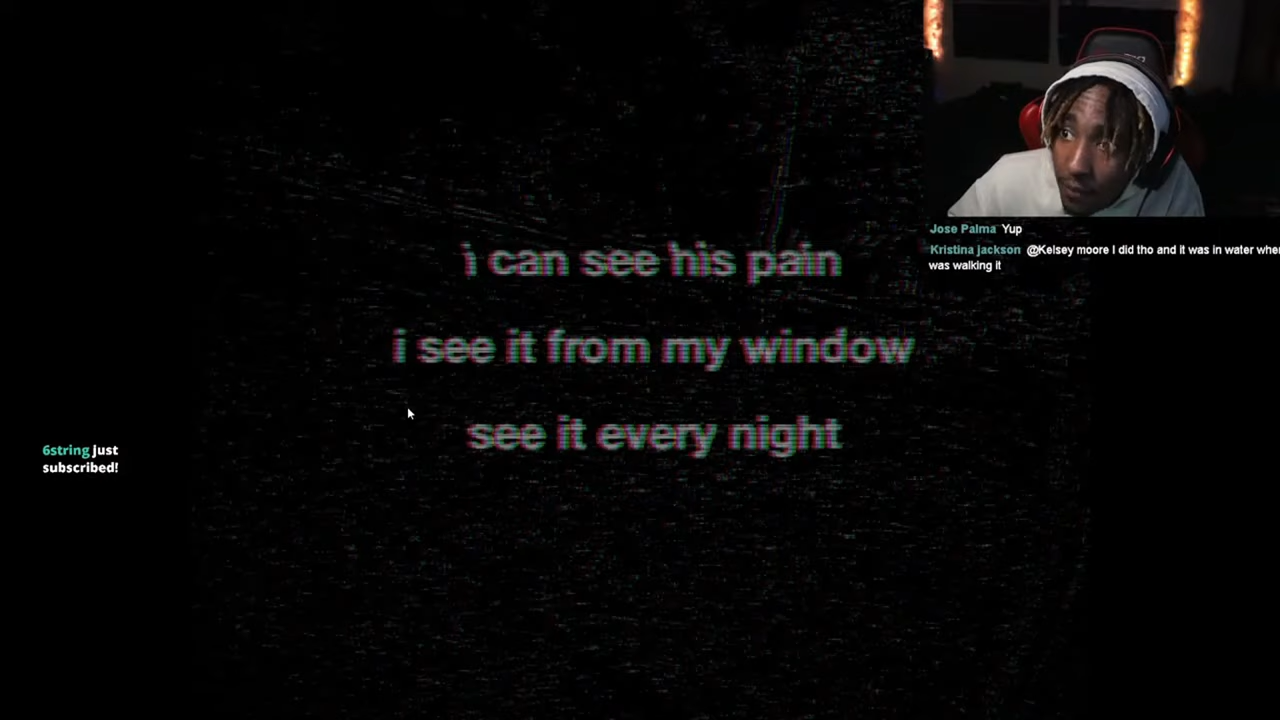 i can see his pain
i see it from my window
see it every night
Jose Palma Yup
Kristina jackson @Kelsey moore I did tho and it was in water
was walking it
6string Just
subscribed!